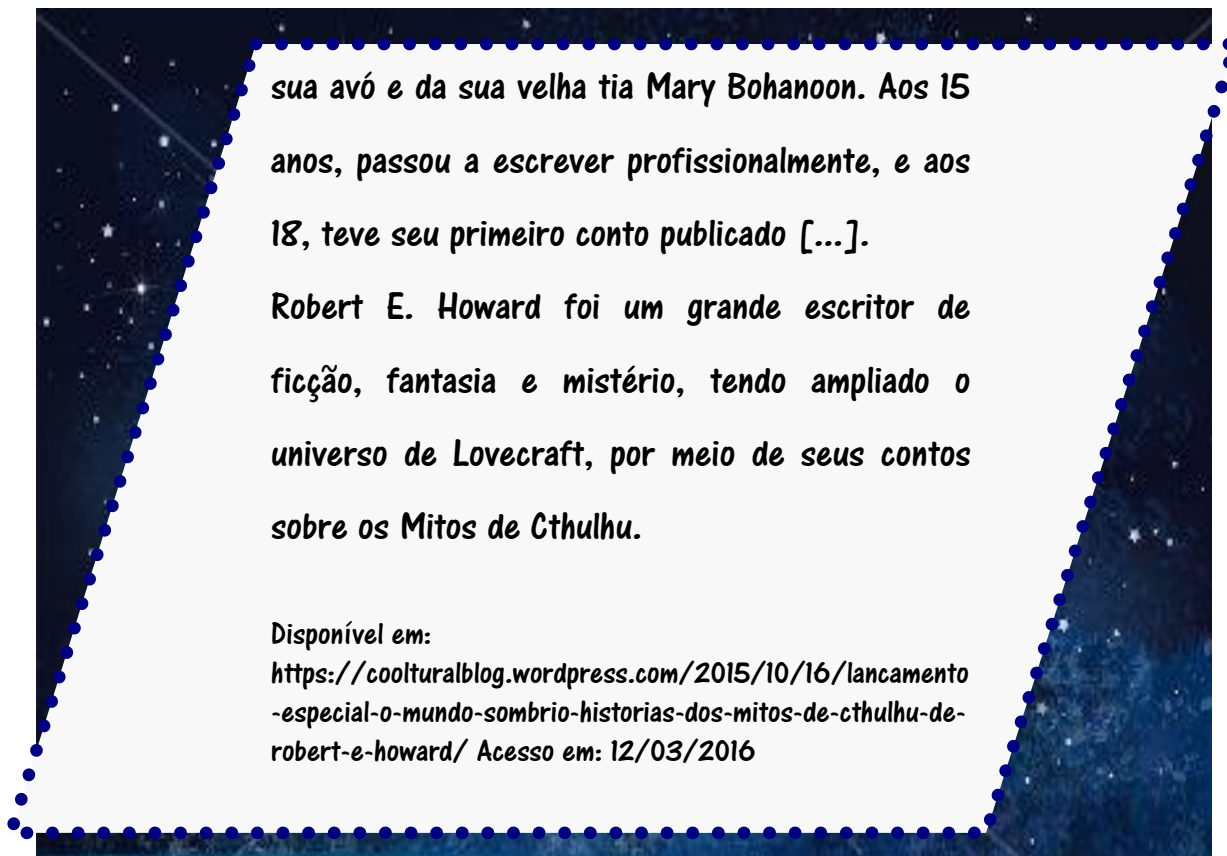 sua avó e da sua velha tia Mary Bohanoon. Aos 15
anos, passou a escrever profissionalmente, e aos
18, teve seu primeiro conto publicado [...].
Robert E. Howard foi um grande escritor de
ficção, fantasia e mistério, tendo ampliado o
universo de Lovecraft, por meio de seus contos
sobre os Mitos de Cthulhu.
Disponível em:
https://coolturalblog.wordpress.com/2015/10/16/lancamento
-especial-o-mundo-sombrio-historias-dos-mitos-de-cthulhu-de-
robert-e-howard/ Acesso em: 12/03/2016